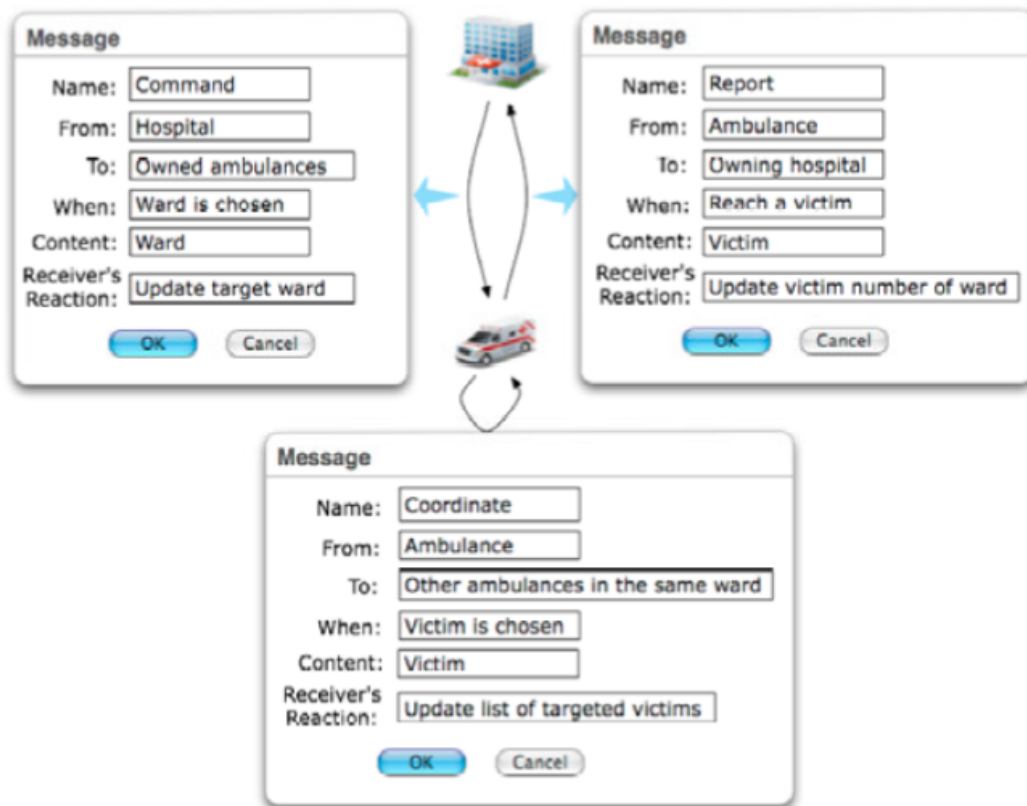 Message
Name: Command
From: Hospital
To: Owned ambulances
When: Ward is chosen
Content: Ward
Receiver's
Reaction: Update target ward
OK Cancel
Message
Name: Report
From: Ambulance
To: Owning hospital
When: Reach a victim
Content: Victim
Receiver's
Reaction: Update victim number of ward
OK Cancel
Message
Name: Coordinate
From: Ambulance
To: Other ambulances in the same ward
When: Victim is chosen
Content: Victim
Receiver's
Reaction: Update list of targeted victims
OK Cancel